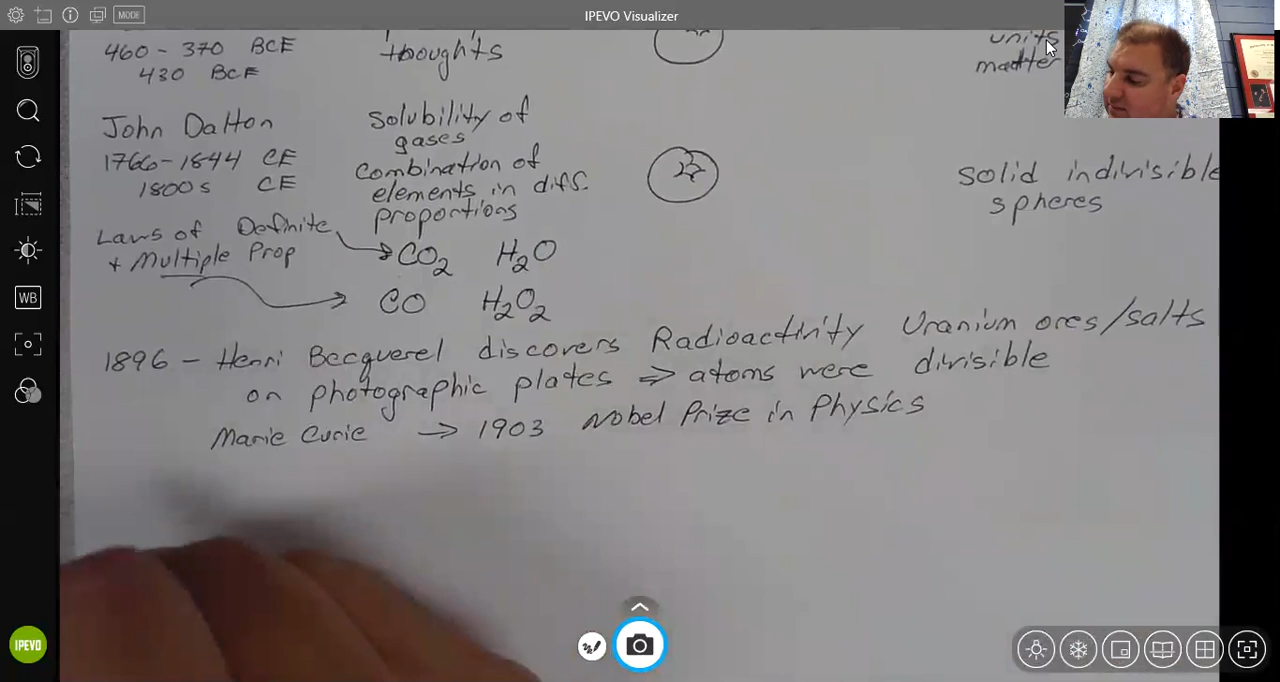 MODE
IPEVO Visualizer
460 - 370 BCE
430 BCE
thoughts
units
matter
John Dalton
1766-1844 CE
1800s CE
Solubility of
gases
combination of
elements in diff.
proportions
solid indivisible
spheres
Laws of Definite
+ Multiple Prop
CO2 H2O
CO H2O2
1896 - Henri Becquerel discovers Radioactivity Uranium ores/salts
on photographic plates => atoms were divisible
Marie Curie → 1903 Nobel Prize in Physics
WB
IPEVO